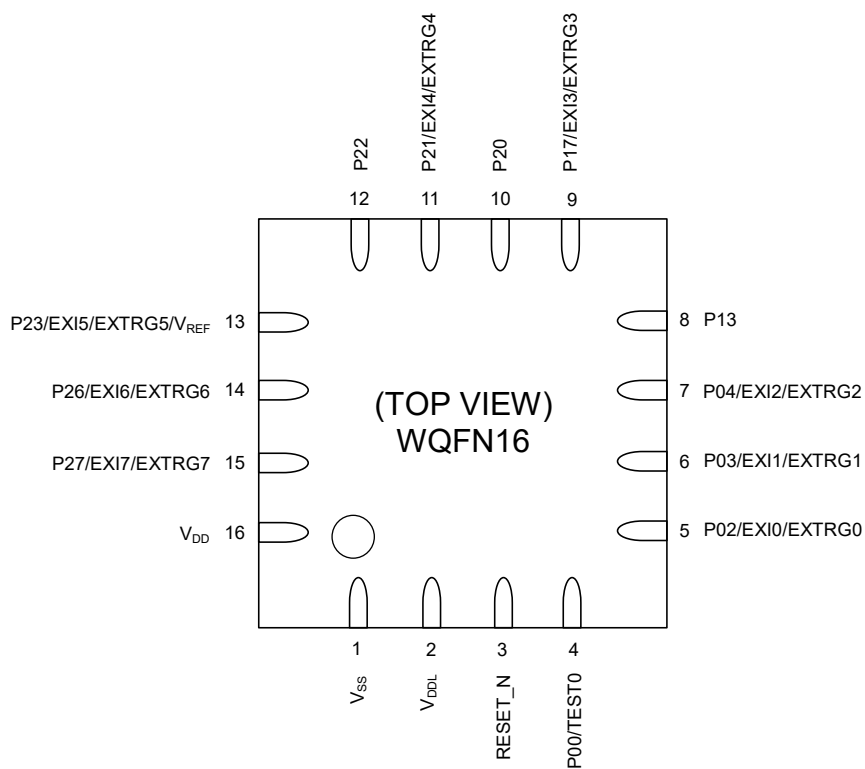 P22
P21/EXI4/EXTRG4
P20
P17/EXI3/EXTRG3
12
11
10
9
P23/EXI5/EXTRG5/VREF 13
8 P13
P26/EXI6/EXTRG6 14
7 P04/EXI2/EXTRG2
(TOP VIEW)
WQFN16
P27/EXI7/EXTRG7 15
6 P03/EXI1/EXTRG1
VDD 16
5 P02/EXI0/EXTRG0
1
2
3
4
VSS
VDDL
RESET_N
P00/TEST0